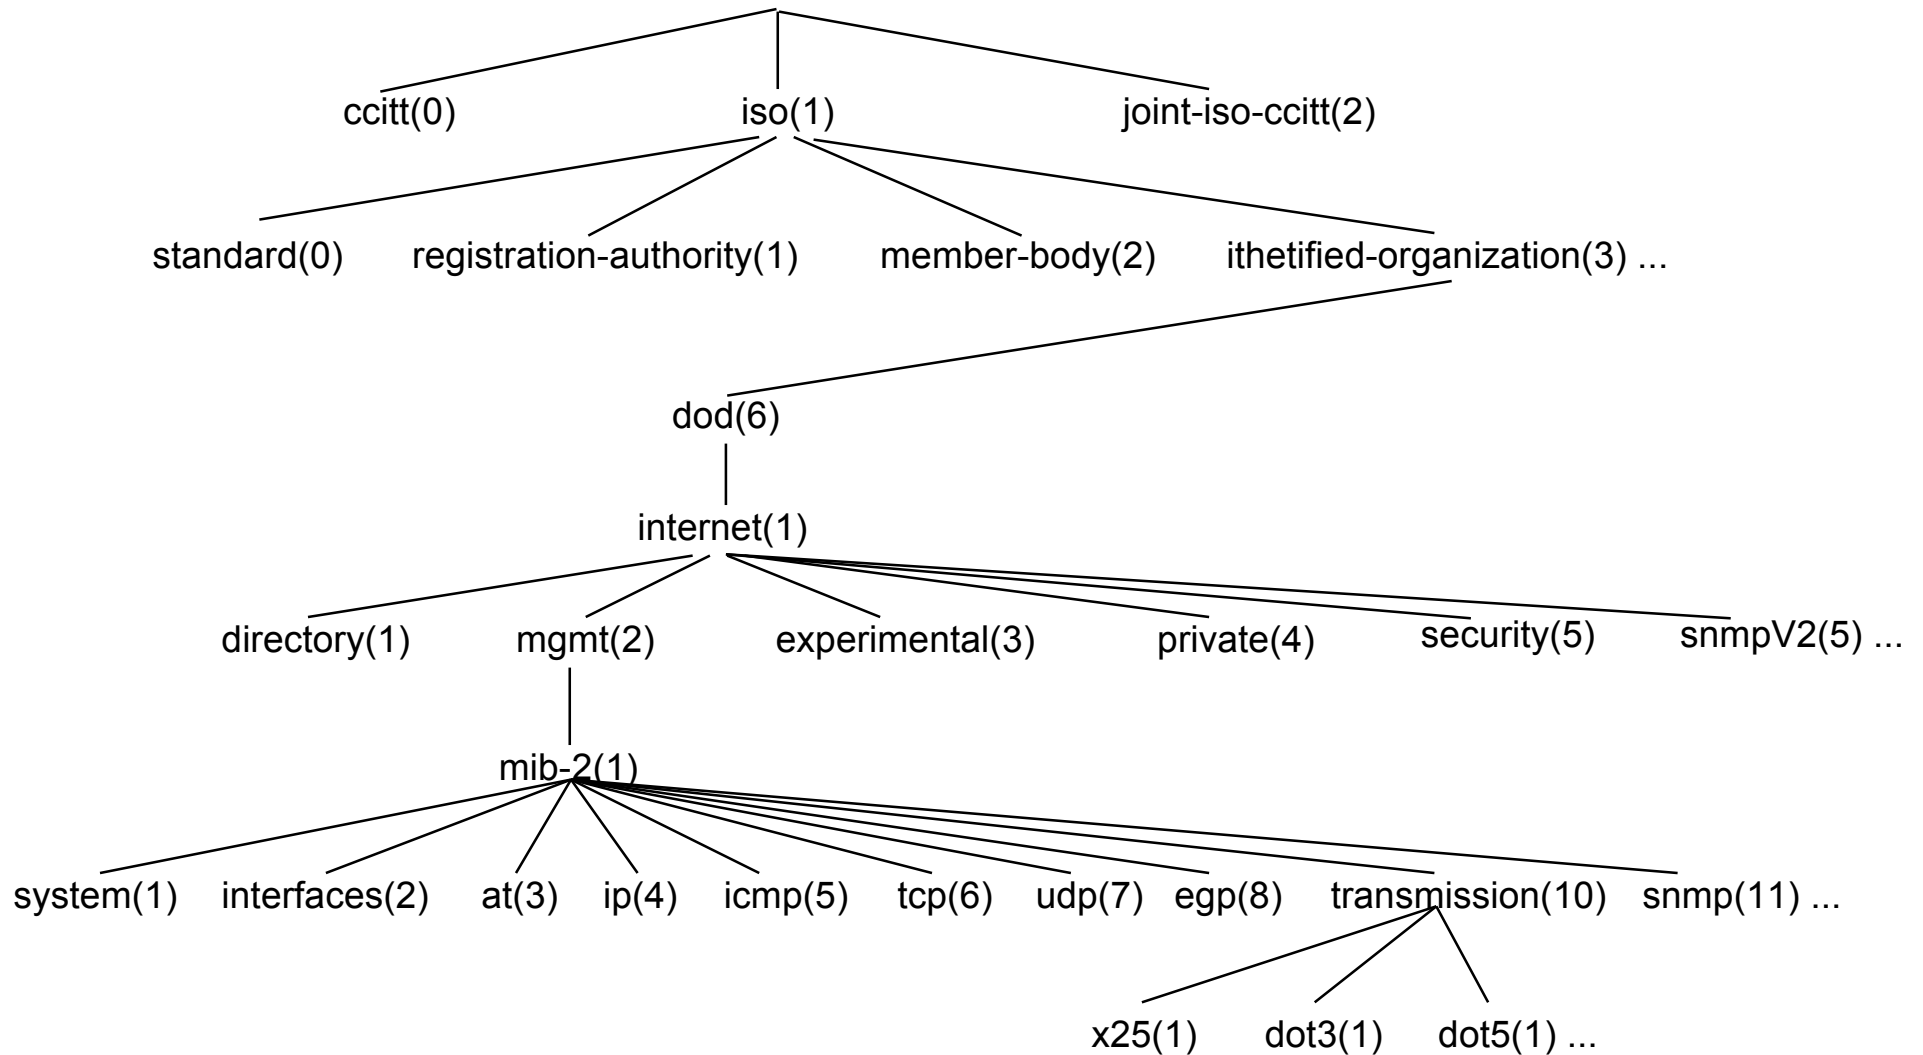 ccitt(0) iso(1) joint-iso-ccitt(2)
standard(0) registration-authority(1) member-body(2) ithetified-organization(3) ...
dod(6)
internet(1)
directory(1) mgmt(2) experimental(3) private(4) security(5) snmpV2(5) ...
mib-2(1)
system(1) interfaces(2) at(3) ip(4) icmp(5) tcp(6) udp(7) egp(8) transmission(10) snmp(11) ...
x25(1) dot3(1) dot5(1) ...